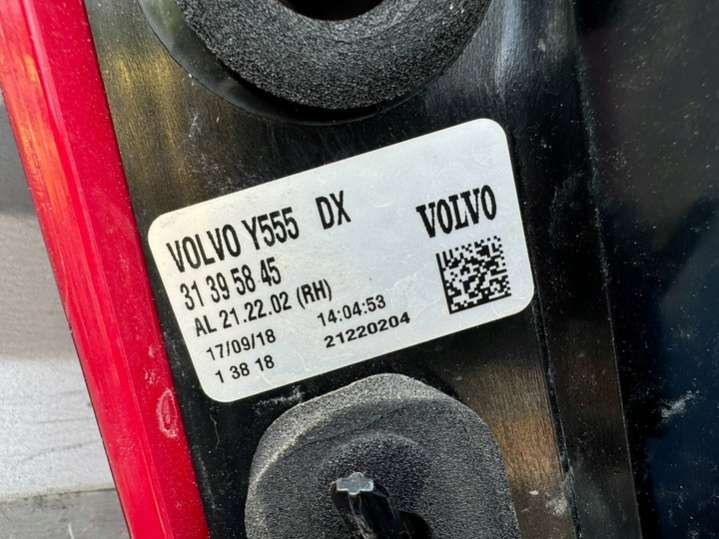 VOLVO Y555 DX VOLVO
31 39 58 45
AL 21.22.02 (RH)
17/09/18 14:04:53
1 38 18 21220204